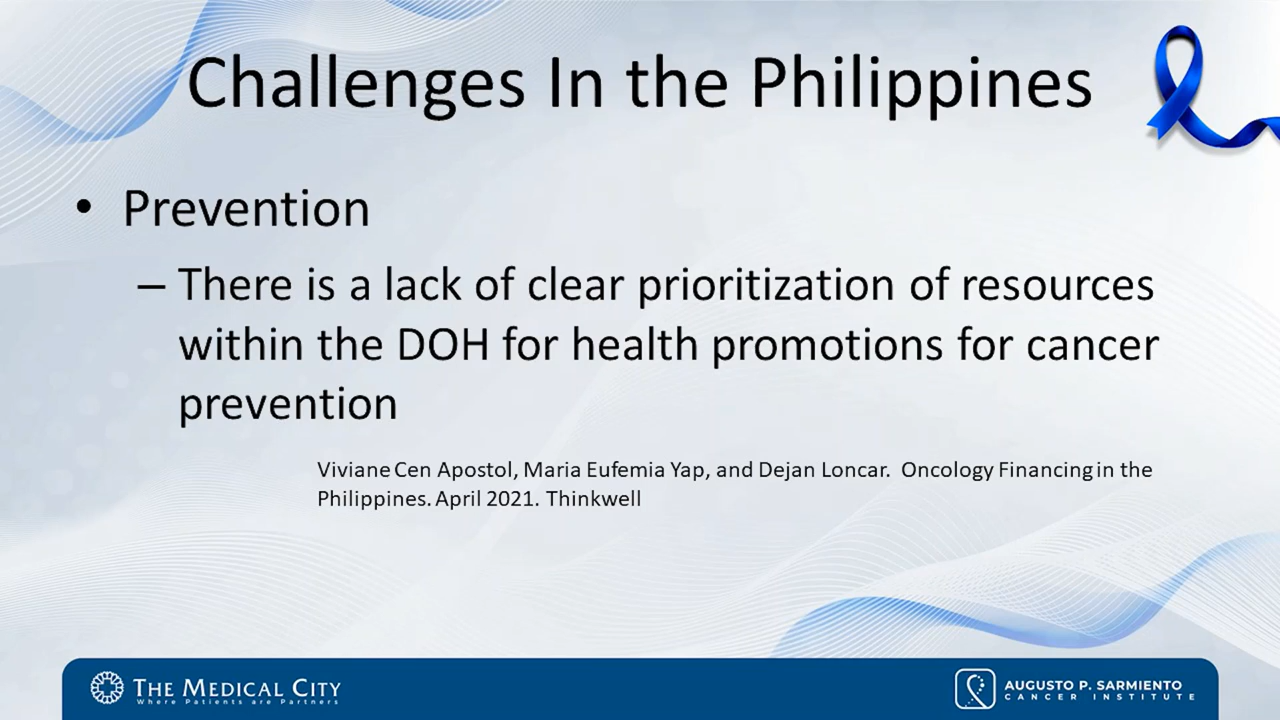 Challenges In the Philippines
• Prevention
– There is a lack of clear prioritization of resources
within the DOH for health promotions for cancer
prevention
Viviane Cen Apostol, Maria Eufemia Yap, and Dejan Loncar. Oncology Financing in the
Philippines. April 2021. Thinkwell
THE MEDICAL CITY
Where Patients are Partners
AUGUSTO P. SARMIENTO
CANCER INSTITUTE